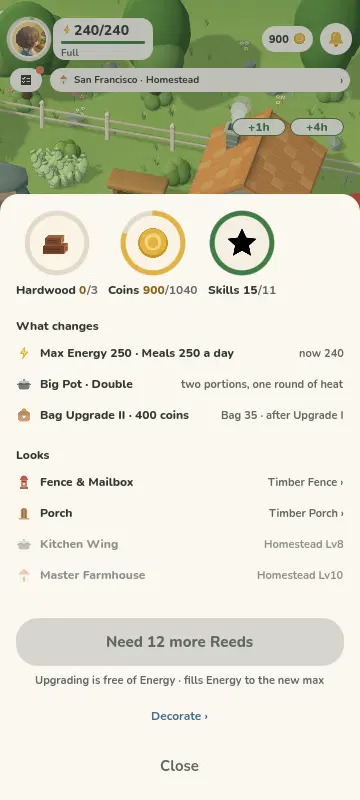 240/240
Full
900
San Francisco · Homestead ›
+1h +4h
Hardwood 0/3 Coins 900/1040 Skills 15/11
What changes
Max Energy 250 · Meals 250 a day now 240
Big Pot · Double two portions, one round of heat
Bag Upgrade II · 400 coins Bag 35 · after Upgrade I
Looks
Fence & Mailbox Timber Fence ›
Porch Timber Porch ›
Kitchen Wing Homestead Lv8
Master Farmhouse Homestead Lv10
Need 12 more Reeds
Upgrading is free of Energy · fills Energy to the new max
Decorate ›
Close